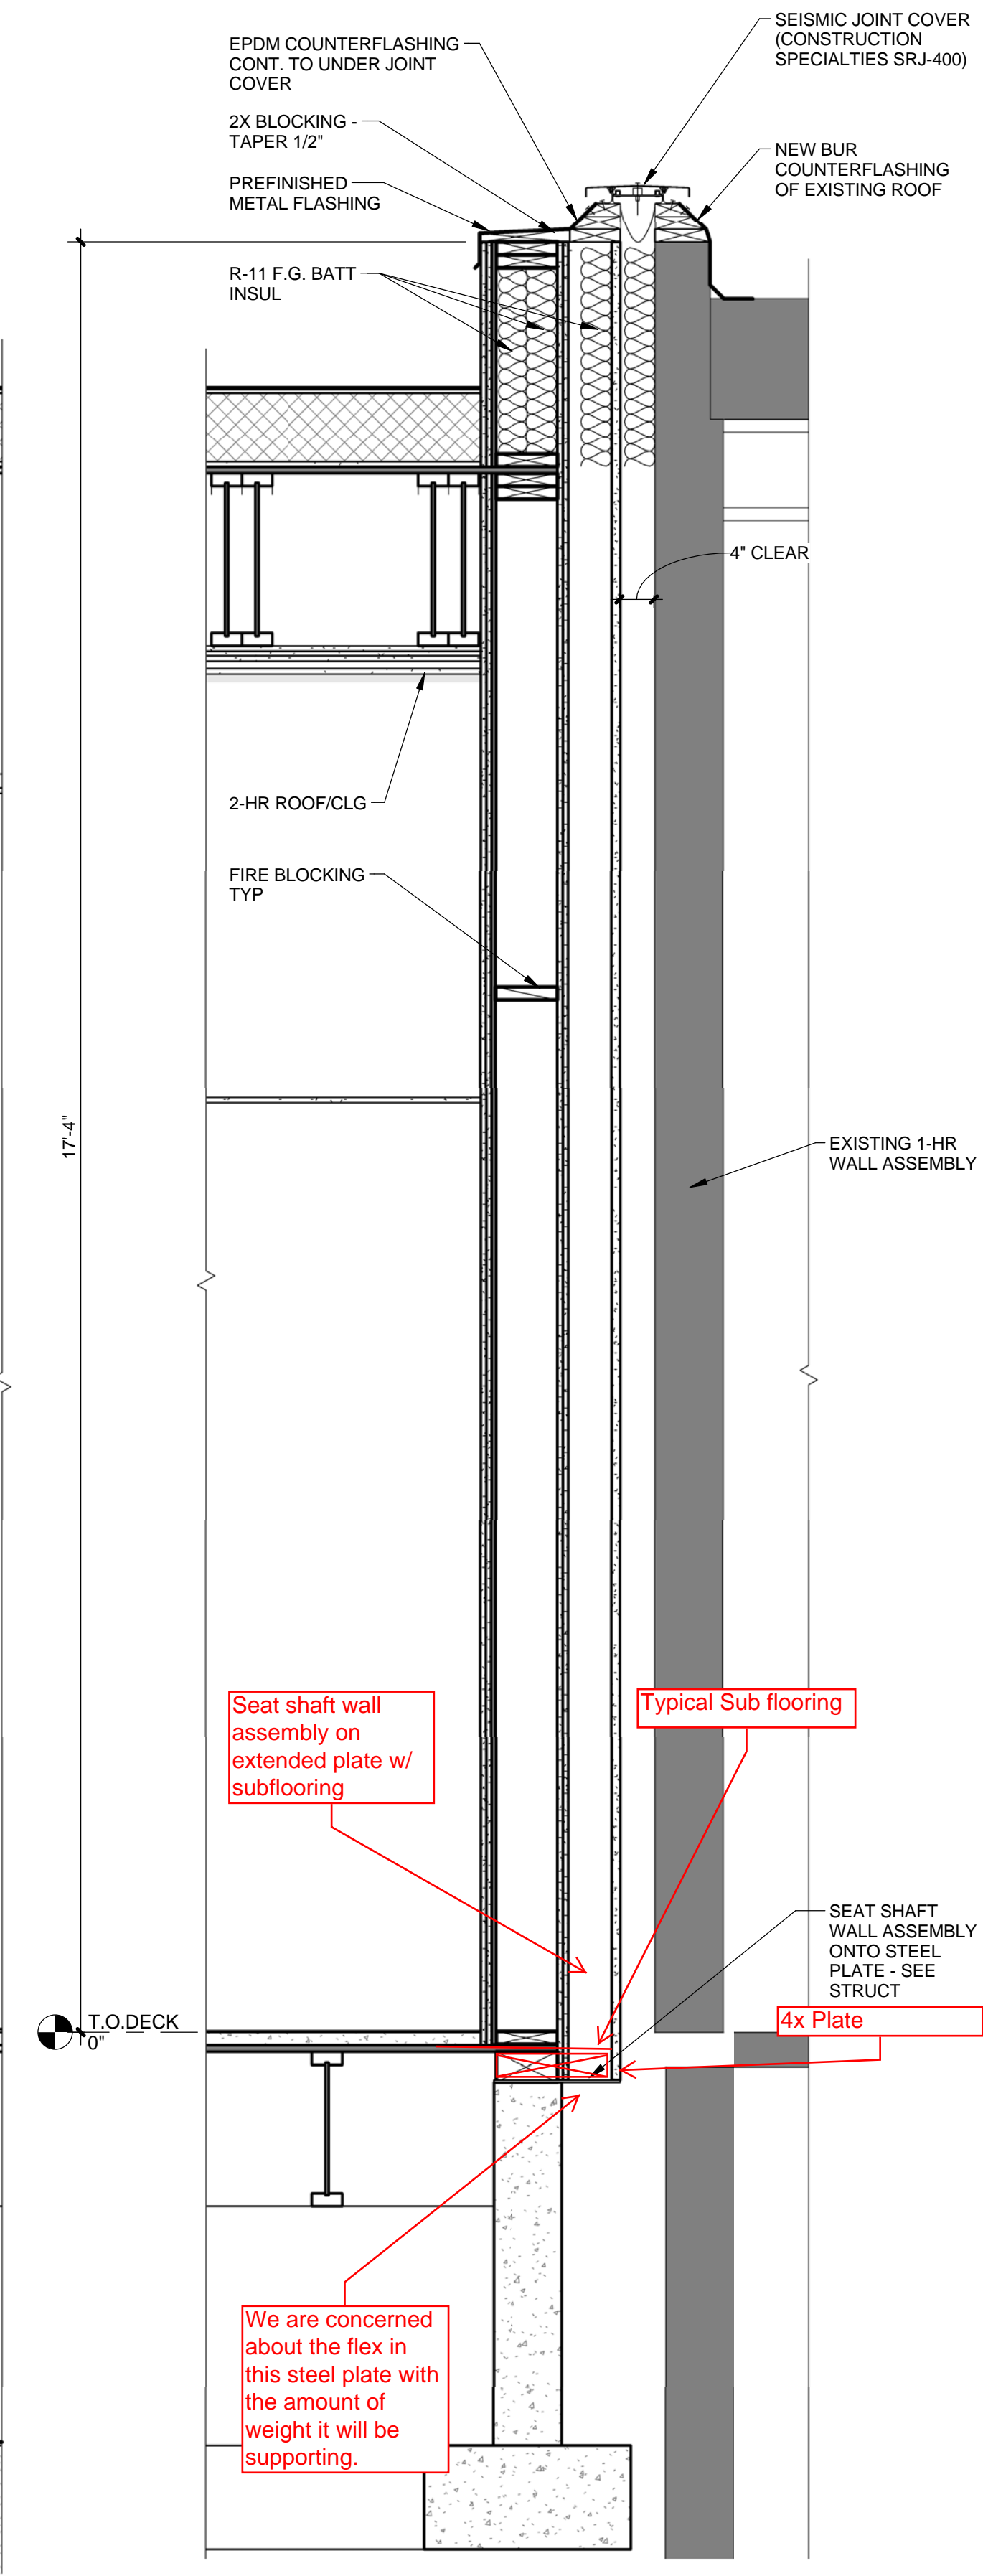 SEISMIC JOINT COVER
(CONSTRUCTION
SPECIALTIES SRJ-400)
EPDM COUNTERFLASHING
CONT. TO UNDER JOINT
COVER
2X BLOCKING -
TAPER 1/2"
NEW BUR
COUNTERFLASHING
OF EXISTING ROOF
PREFINISHED
METAL FLASHING
R-11 F.G. BATT
INSUL
4" CLEAR
2-HR ROOF/CLG
FIRE BLOCKING
TYP
17'-4"
EXISTING 1-HR
WALL ASSEMBLY
Seat shaft wall
assembly on
extended plate w/
subflooring
Typical Sub flooring
SEAT SHAFT
WALL ASSEMBLY
ONTO STEEL
PLATE - SEE
STRUCT
4x Plate
T.O.DECK
0"
We are concerned
about the flex in
this steel plate with
the amount of
weight it will be
supporting.